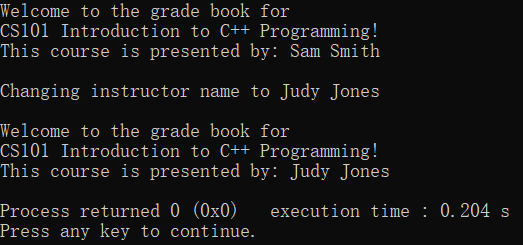 Welcome to the grade book for
CS101 Introduction to C++ Programming!
This course is presented by: Sam Smith
Changing instructor name to Judy Jones
Welcome to the grade book for
CS101 Introduction to C++ Programming!
This course is presented by: Judy Jones
Process returned 0 (0x0)   execution time : 0.204 s
Press any key to continue.